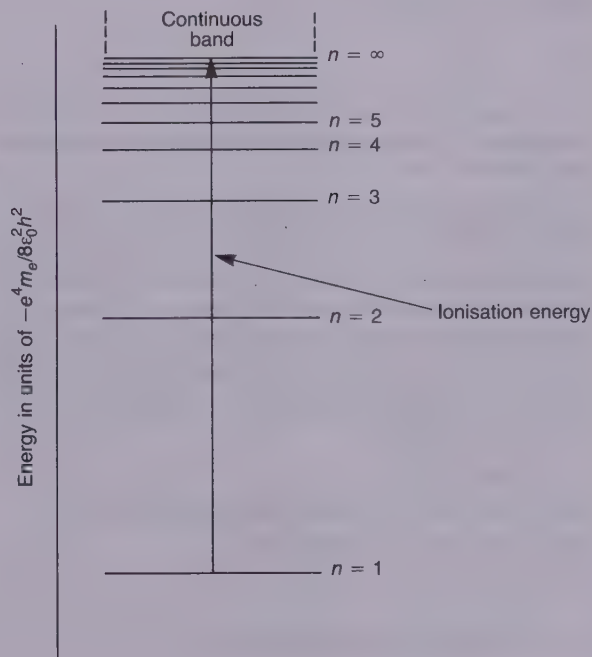 Continuous
band
n = ∞
n = 5
n = 4
n = 3
Ionisation energy
n = 2
n = 1
Energy in units of −e⁴mₑ/8ε₀²h²